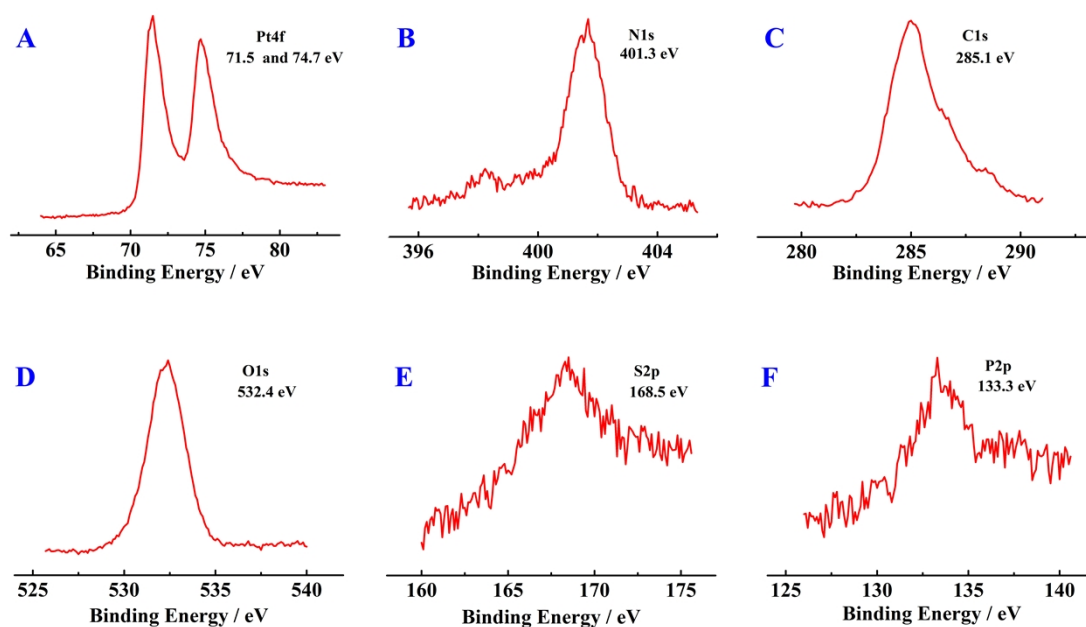 A
Pt4f
71.5 and 74.7 eV
65 70 75 80
Binding Energy / eV
B
N1s
401.3 eV
396 400 404
Binding Energy / eV
C
C1s
285.1 eV
280 285 290
Binding Energy / eV
D
O1s
532.4 eV
525 530 535 540
Binding Energy / eV
E
S2p
168.5 eV
160 165 170 175
Binding Energy / eV
F
P2p
133.3 eV
125 130 135 140
Binding Energy / eV